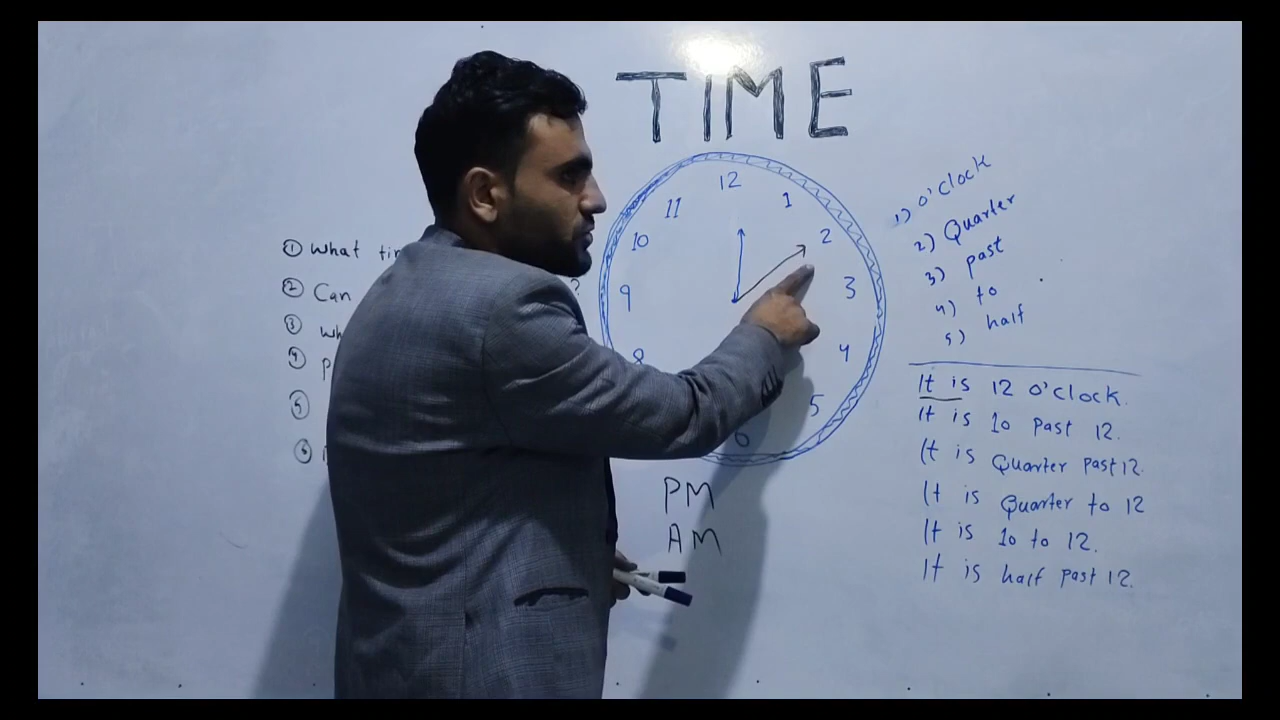 TIME
① What
② Can ?
③
④ P
⑤
⑥
12
11 1
10 2
9 3
8 4
5
6
PM
AM
1) O'Clock
2) Quarter
3) past
4) to
5) half
It is 12 O'Clock.
It is 10 past 12.
It is Quarter past 12.
It is Quarter to 12
It is 10 to 12.
It is half past 12.